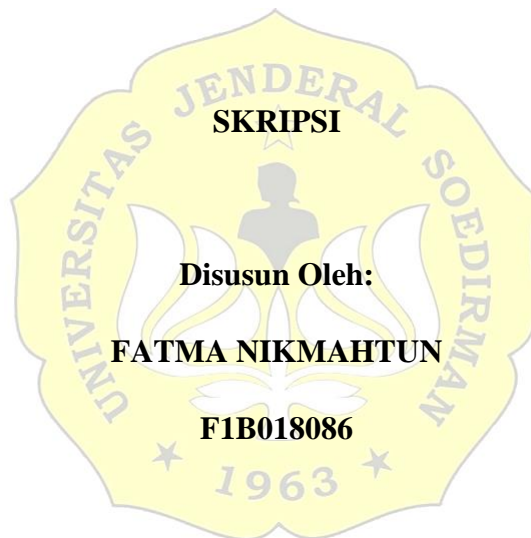 UNIVERSITAS JENDERAL SOEDIRMAN
SKRIPSI
Disusun Oleh:
FATMA NIKMAHTUN
F1B018086
1963